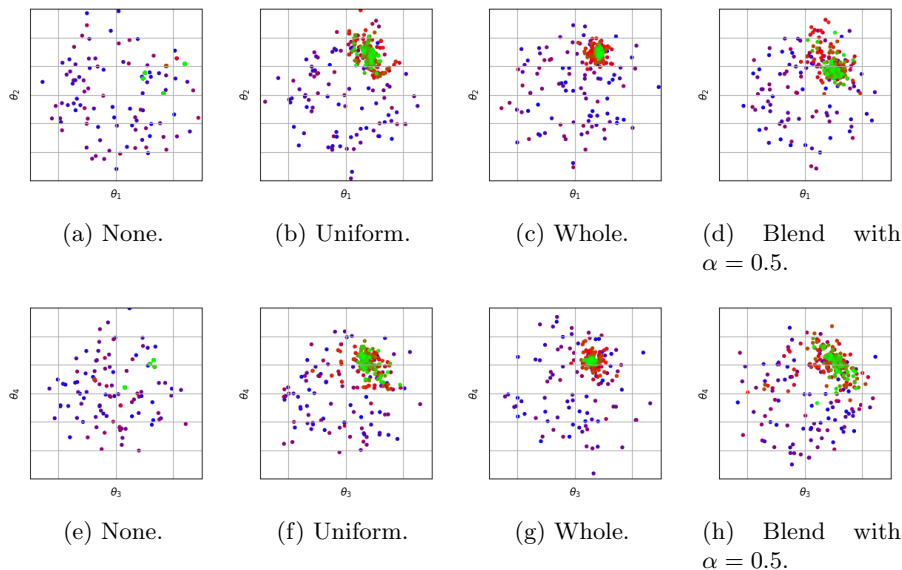 θ2 θ2 θ2 θ2
θ1 θ1 θ1 θ1
(a) None. (b) Uniform. (c) Whole. (d) Blend with
α = 0.5.
θ4 θ4 θ4 θ4
θ3 θ3 θ3 θ3
(e) None. (f) Uniform. (g) Whole. (h) Blend with
α = 0.5.